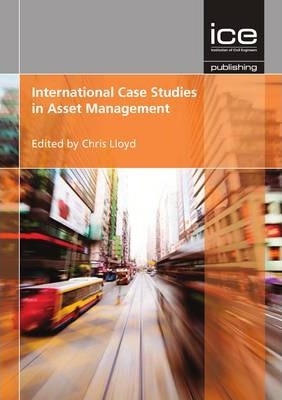 ice
Institution of Civil Engineers
publishing
International Case Studies
in Asset Management
Edited by Chris Lloyd